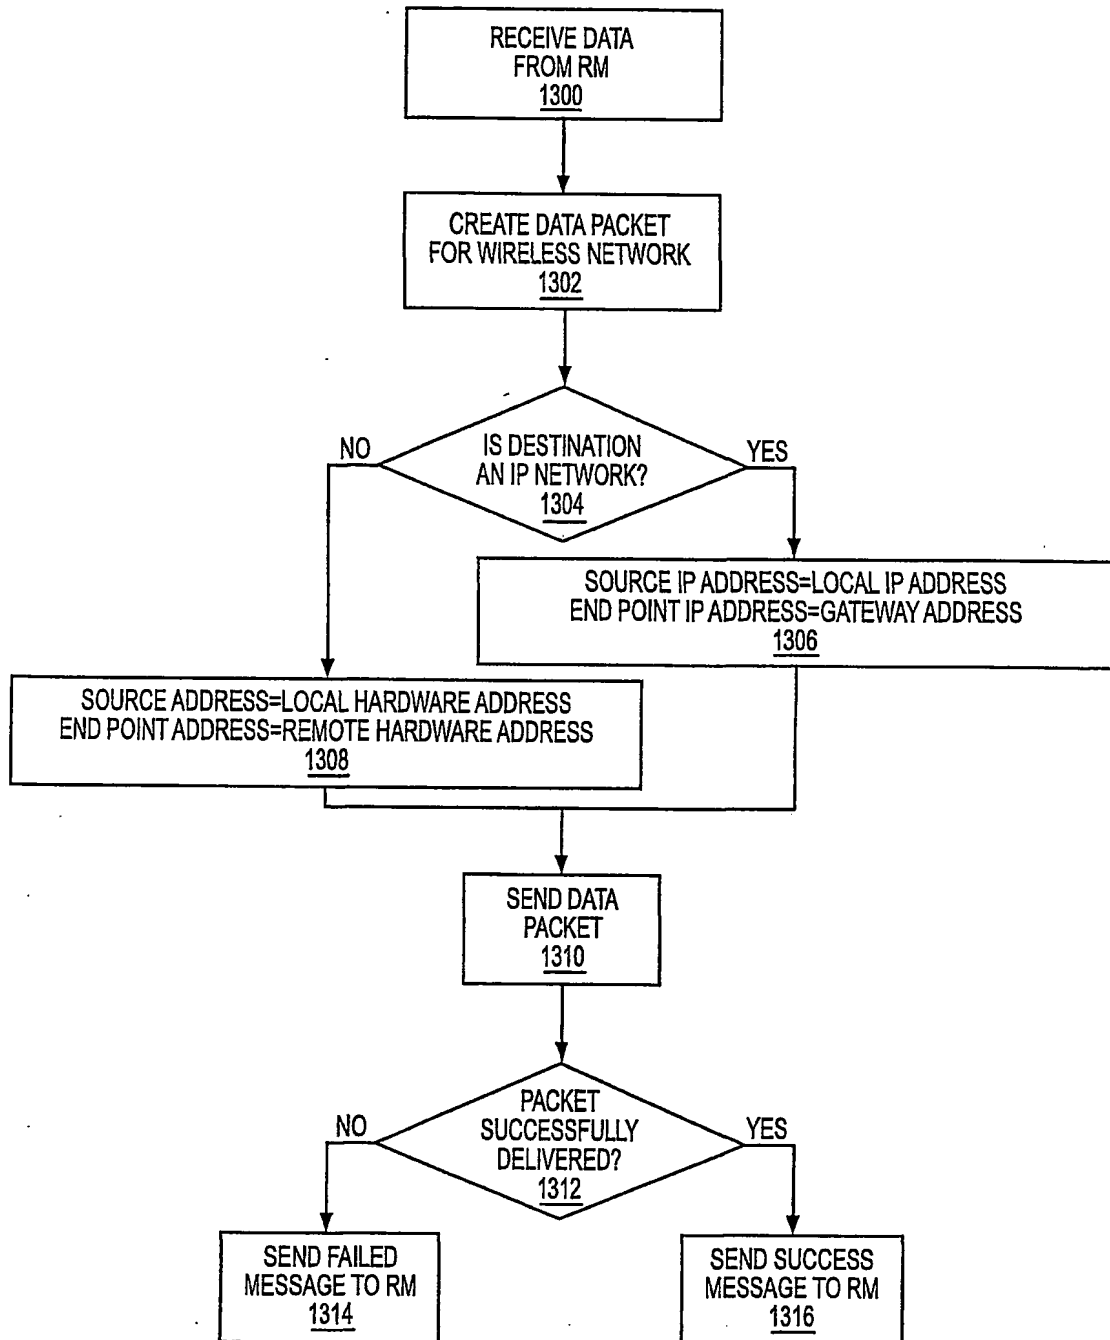 RECEIVE DATA
FROM RM
1300
CREATE DATA PACKET
FOR WIRELESS NETWORK
1302
IS DESTINATION
AN IP NETWORK?
1304
NO
YES
SOURCE IP ADDRESS=LOCAL IP ADDRESS
END POINT IP ADDRESS=GATEWAY ADDRESS
1306
SOURCE ADDRESS=LOCAL HARDWARE ADDRESS
END POINT ADDRESS=REMOTE HARDWARE ADDRESS
1308
SEND DATA
PACKET
1310
PACKET
SUCCESSFULLY
DELIVERED?
1312
NO
YES
SEND FAILED
MESSAGE TO RM
1314
SEND SUCCESS
MESSAGE TO RM
1316